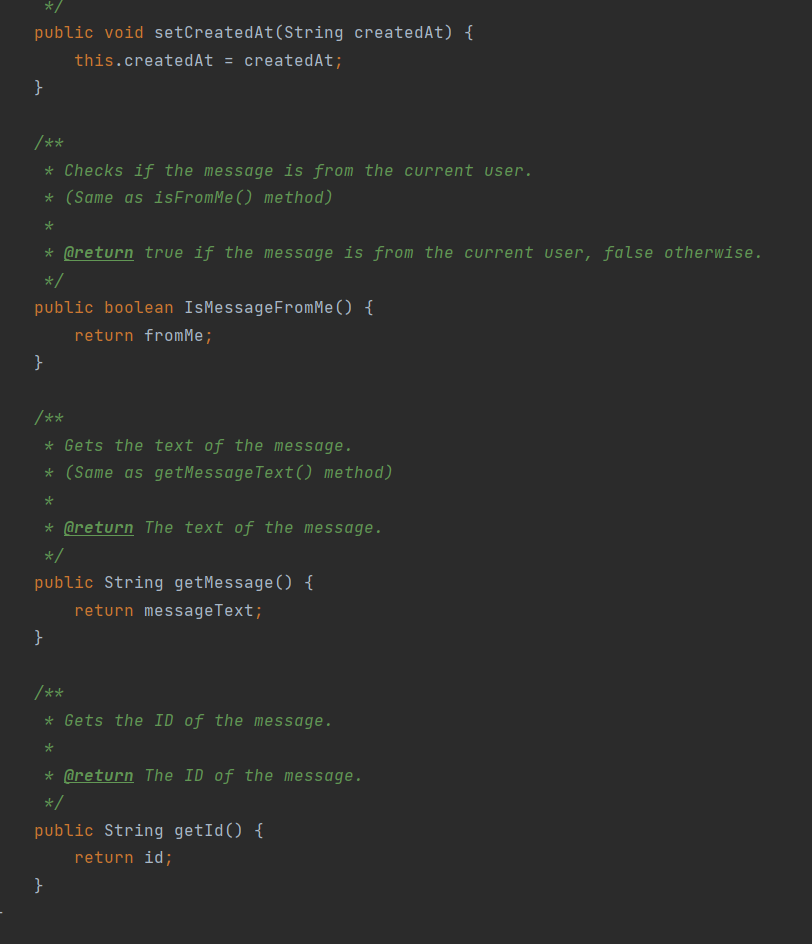 */
public void setCreatedAt(String createdAt) {
this.createdAt = createdAt;
}
/**
* Checks if the message is from the current user.
* (Same as isFromMe() method)
*
* @return true if the message is from the current user, false otherwise.
*/
public boolean IsMessageFromMe() {
return fromMe;
}
/**
* Gets the text of the message.
* (Same as getMessageText() method)
*
* @return The text of the message.
*/
public String getMessage() {
return messageText;
}
/**
* Gets the ID of the message.
*
* @return The ID of the message.
*/
public String getId() {
return id;
}